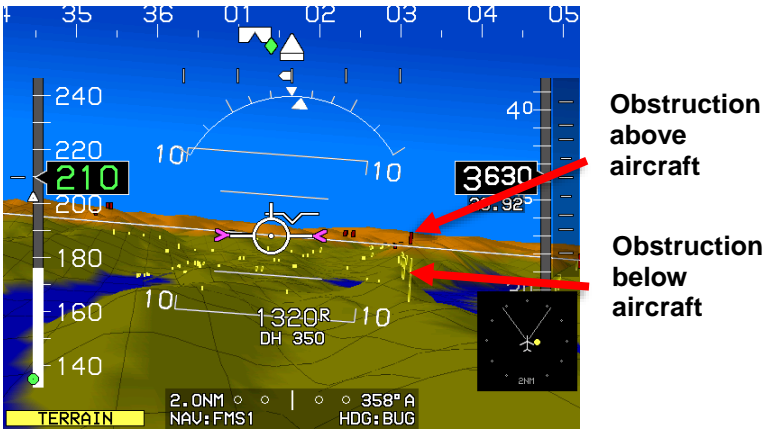 4 35 36 01 02 03 04 05
240
220
210
200
180
160
140
10 10
10 10
40
3630
1320R
DH 350
2NM
2.0NM 358° A
NAV:FMS1 HDG:BUG
TERRAIN
Obstruction
above
aircraft
Obstruction
below
aircraft